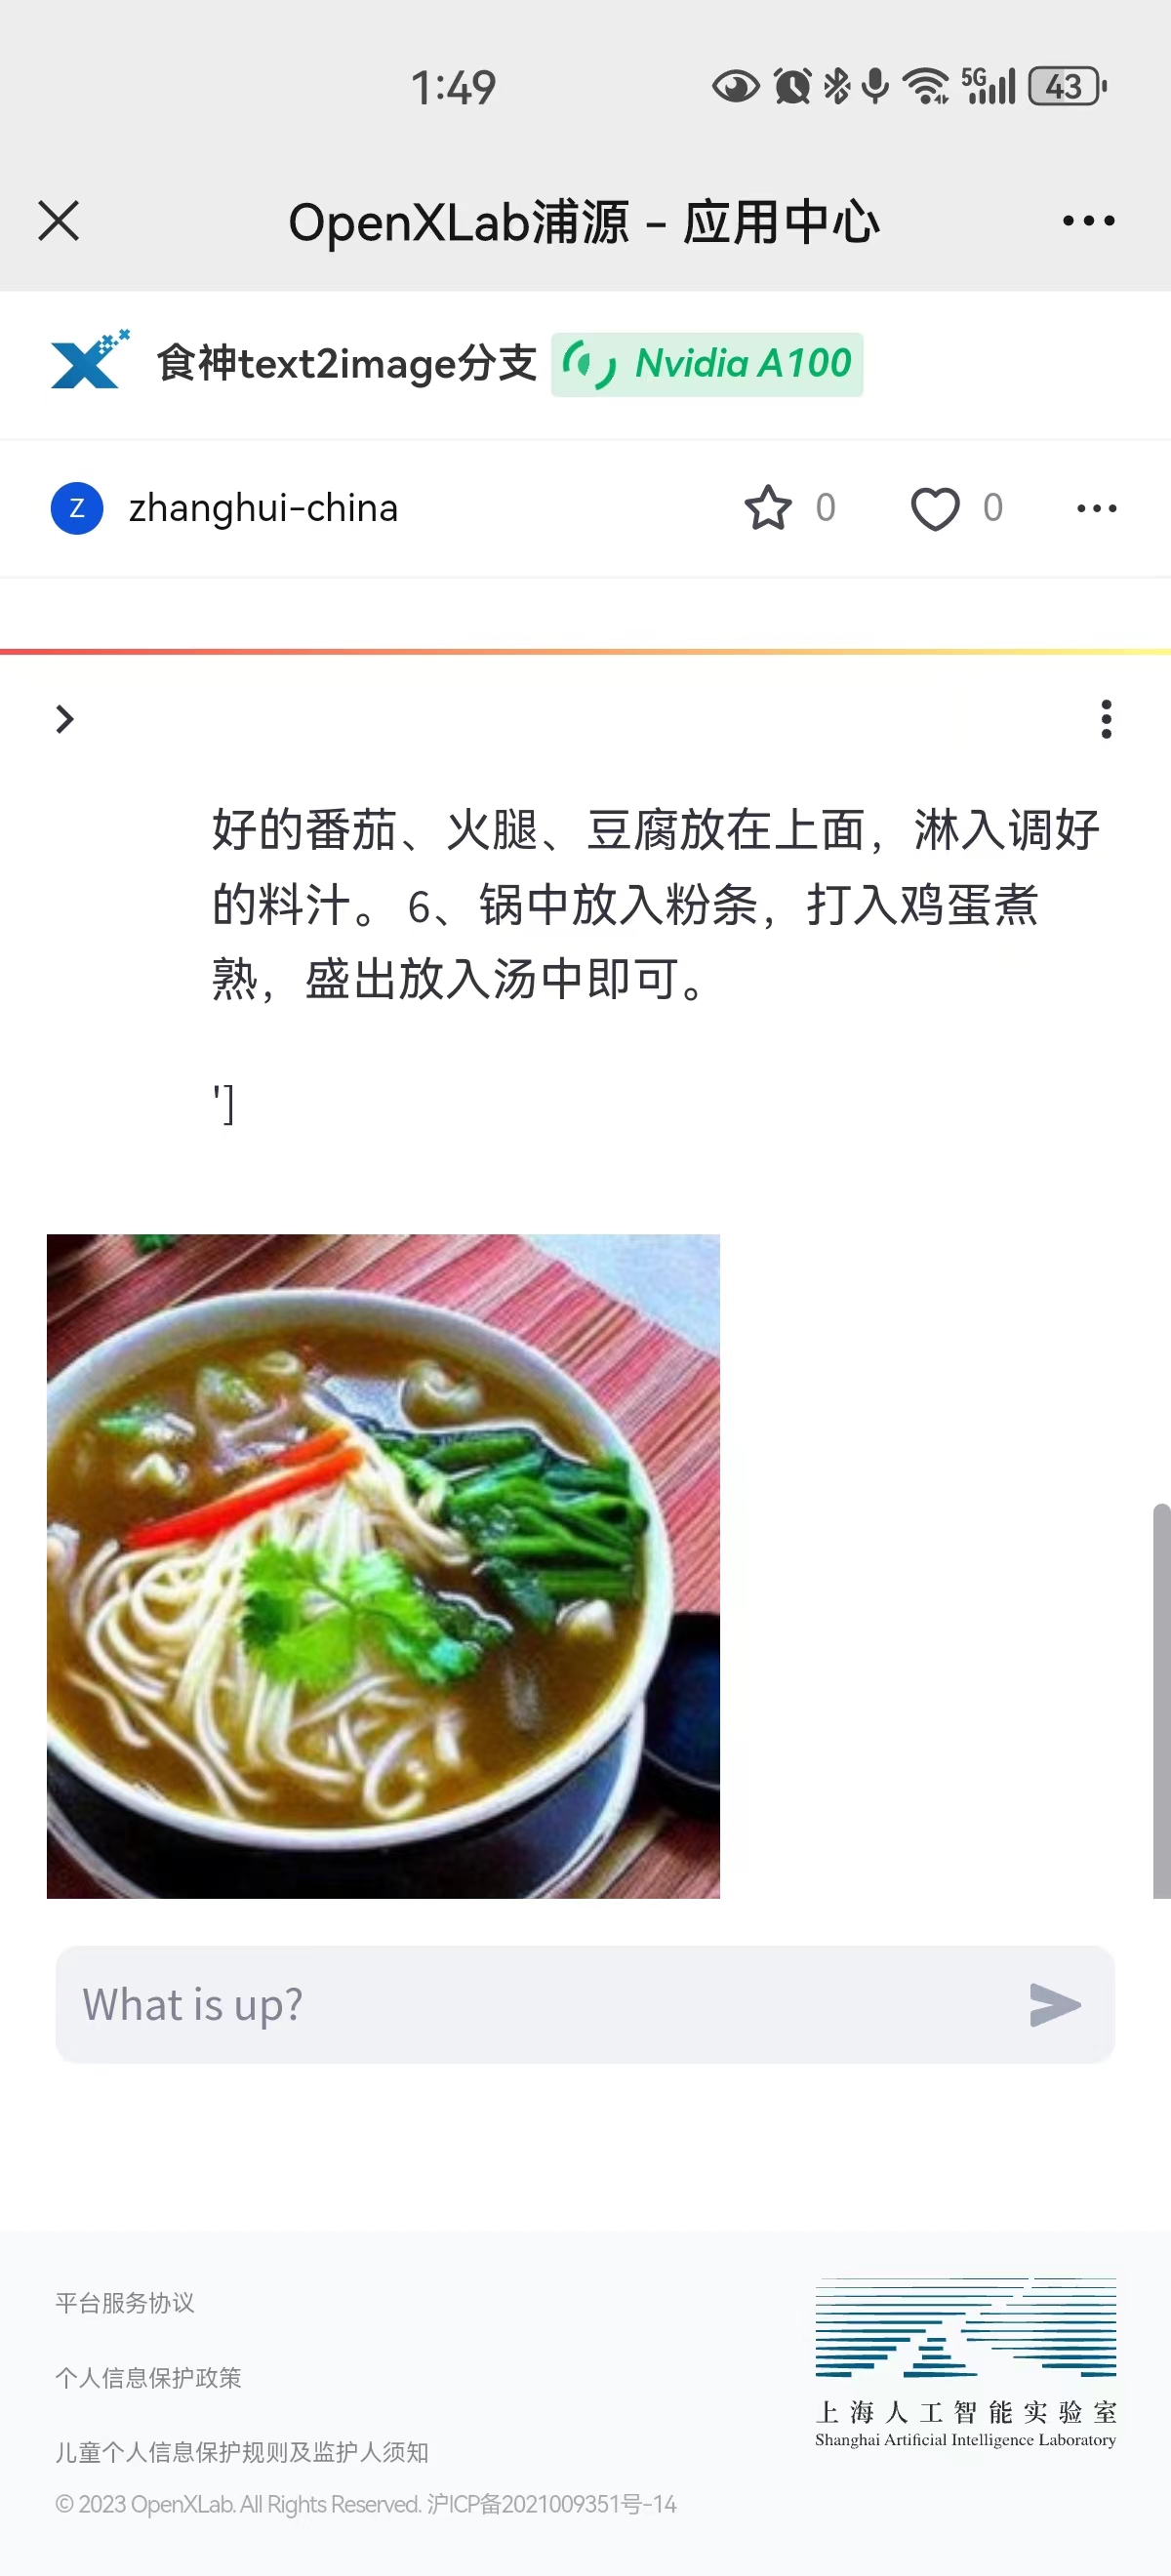 1:49
5G
43
OpenXLab浦源 - 应用中心
食神text2image分支
Nvidia A100
Z
zhanghui-china
0
0
好的番茄、火腿、豆腐放在上面，淋入调好
的料汁。 6、锅中放入粉条，打入鸡蛋煮
熟，盛出放入汤中即可。
']
What is up?
平台服务协议
个人信息保护政策
儿童个人信息保护规则及监护人须知
© 2023 OpenXLab. All Rights Reserved. 沪ICP备2021009351号-14
上海人工智能实验室
Shanghai Artificial Intelligence Laboratory